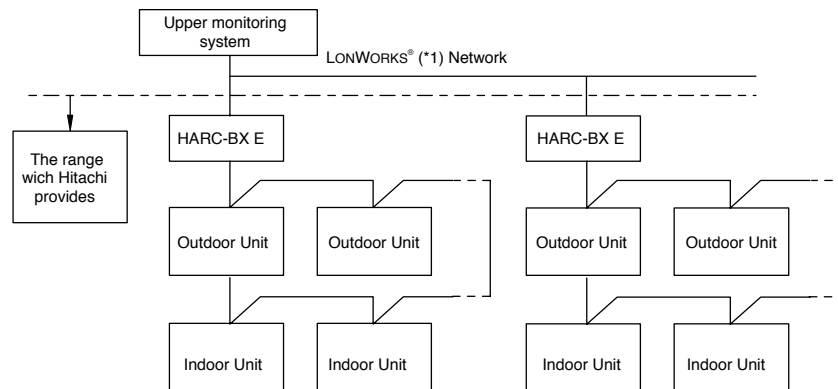 Upper monitoring
system
LONWORKS® (*1) Network
HARC-BX E
HARC-BX E
The range
wich Hitachi
provides
Outdoor Unit
Outdoor Unit
Outdoor Unit
Outdoor Unit
Indoor Unit
Indoor Unit
Indoor Unit
Indoor Unit